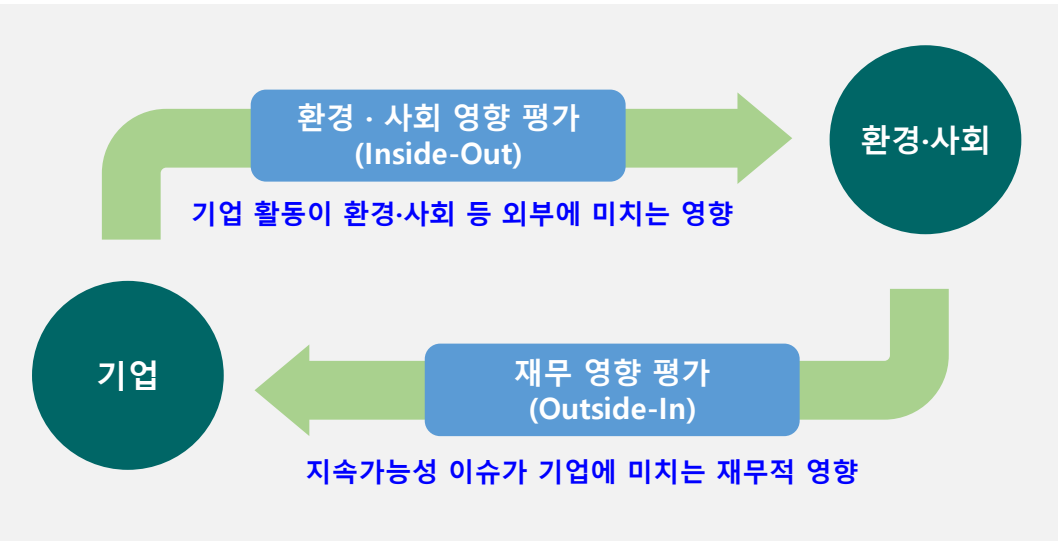 환경 · 사회 영향 평가
(Inside-Out)
환경·사회
기업 활동이 환경·사회 등 외부에 미치는 영향
기업
재무 영향 평가
(Outside-In)
지속가능성 이슈가 기업에 미치는 재무적 영향